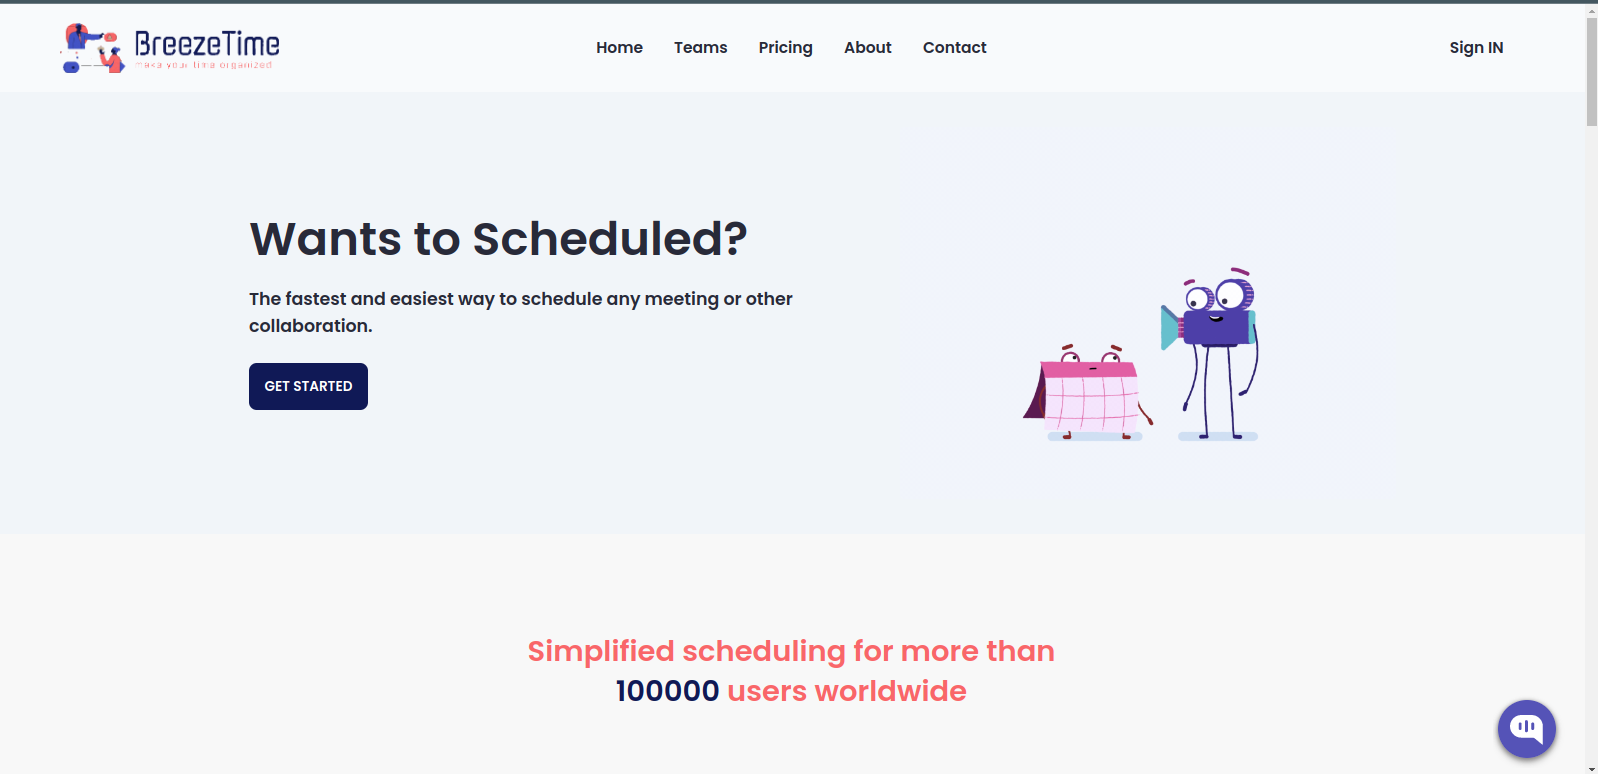 BreezeTime
make your time organized
Home Teams Pricing About Contact
Sign IN
Wants to Scheduled?
The fastest and easiest way to schedule any meeting or other
collaboration.
GET STARTED
Simplified scheduling for more than
100000 users worldwide